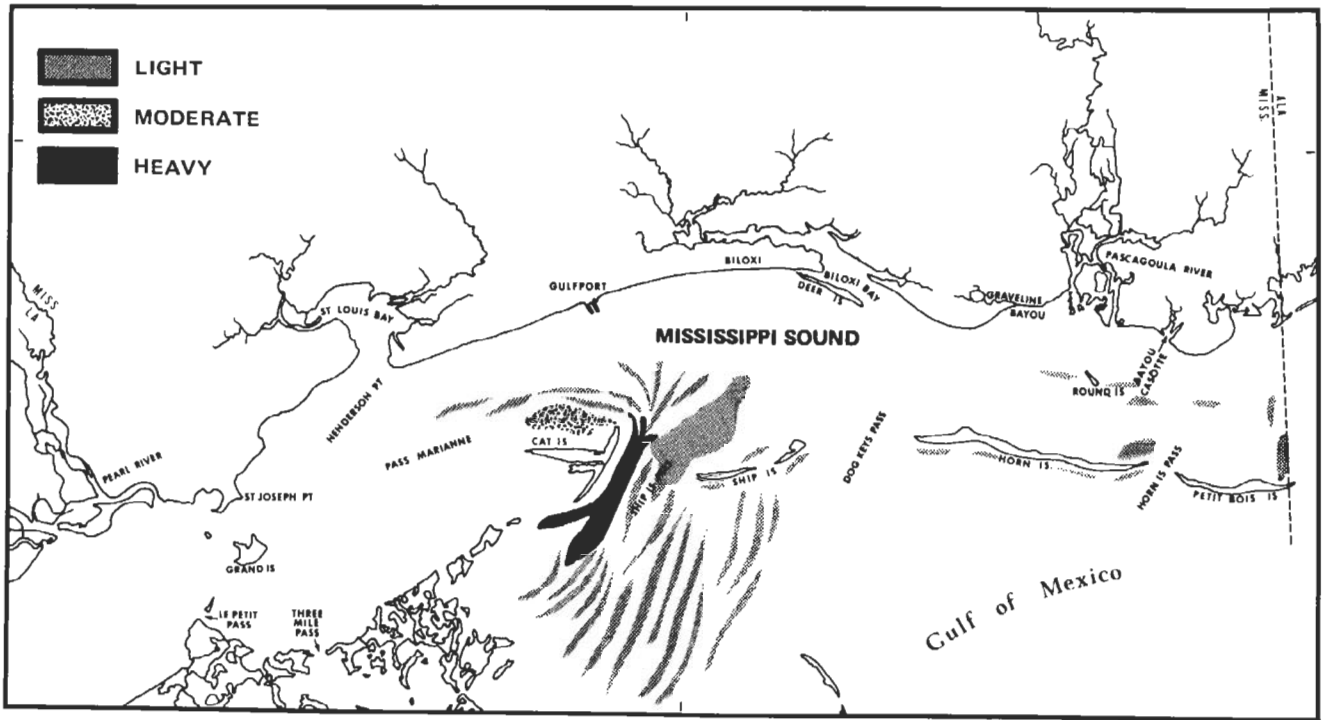 LIGHT
MODERATE
HEAVY
ALA
MISS.
MISS
LA
ST LOUIS BAY
GULFPORT
BILOXI
BILOXI BAY
DEER IS
GRAVELINE
BAYOU
PASCAGOULA RIVER
MISSISSIPPI SOUND
BAYOU
CASOTTE
ROUND IS
HENDERSON PT
PASS MARIANNE
CAT IS
SHIP IS
SHIP IS
DOG KEYS PASS
HORN IS
HORN IS PASS
PETIT BOIS IS
PEARL RIVER
ST JOSEPH PT
GRAND IS
LE PETIT
PASS
THREE
MILE
PASS
Gulf of Mexico